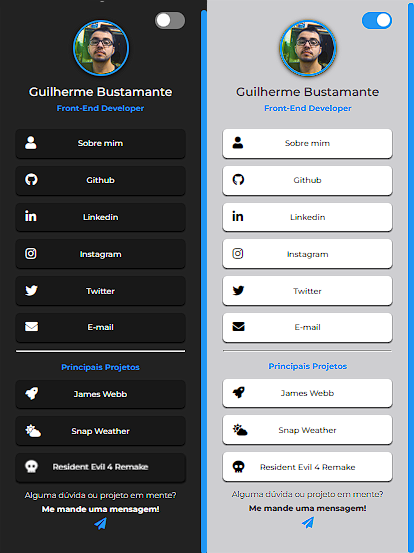 Guilherme Bustamante
Front-End Developer
Sobre mim
Github
Linkedin
Instagram
Twitter
E-mail
Principais Projetos
James Webb
Snap Weather
Resident Evil 4 Remake
Alguma dúvida ou projeto em mente?
Me mande uma mensagem!
Guilherme Bustamante
Front-End Developer
Sobre mim
Github
Linkedin
Instagram
Twitter
E-mail
Principais Projetos
James Webb
Snap Weather
Resident Evil 4 Remake
Alguma dúvida ou projeto em mente?
Me mande uma mensagem!